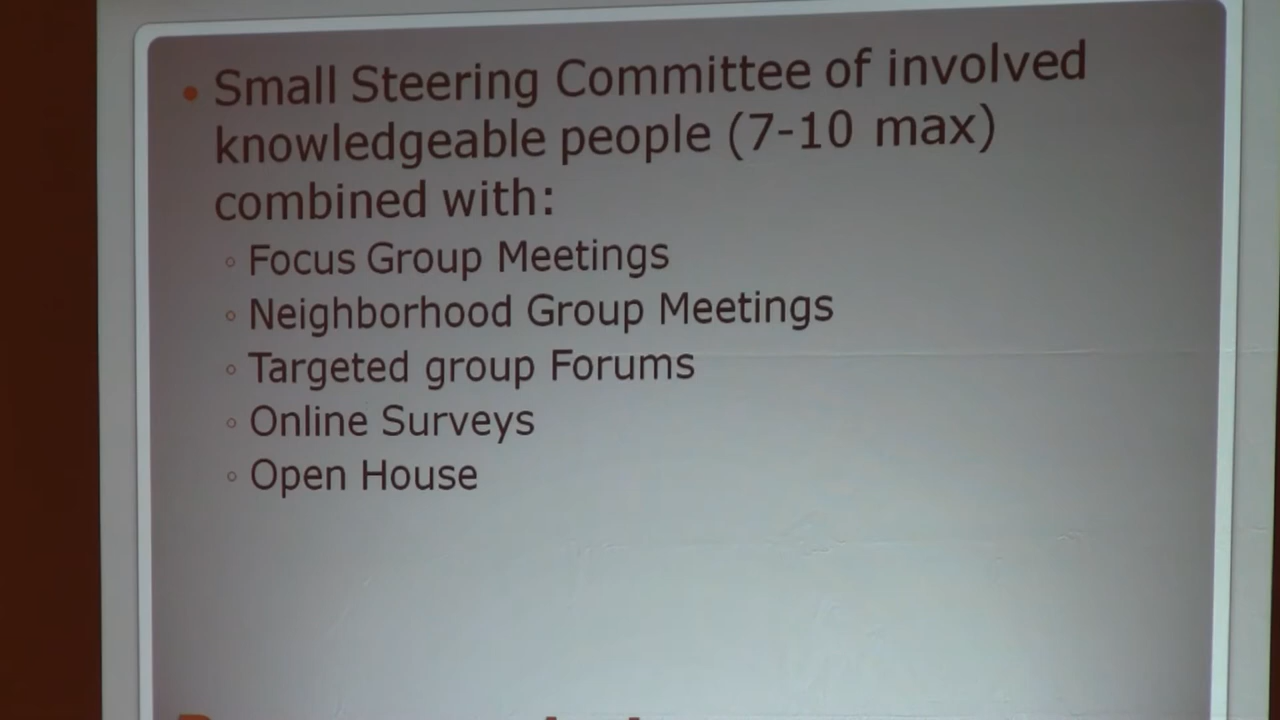 • Small Steering Committee of involved
knowledgeable people (7-10 max)
combined with:
◦ Focus Group Meetings
◦ Neighborhood Group Meetings
◦ Targeted group Forums
◦ Online Surveys
◦ Open House